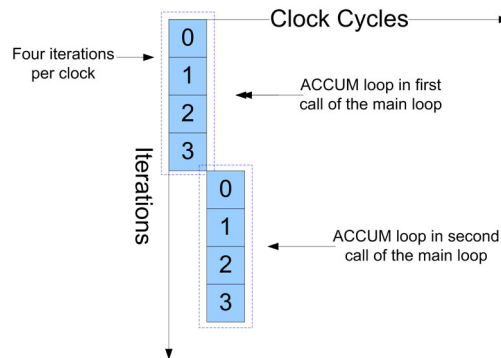 Clock Cycles
Four iterations
per clock
0
1
2
3
ACCUM loop in first
call of the main loop
Iterations
0
1
2
3
ACCUM loop in second
call of the main loop